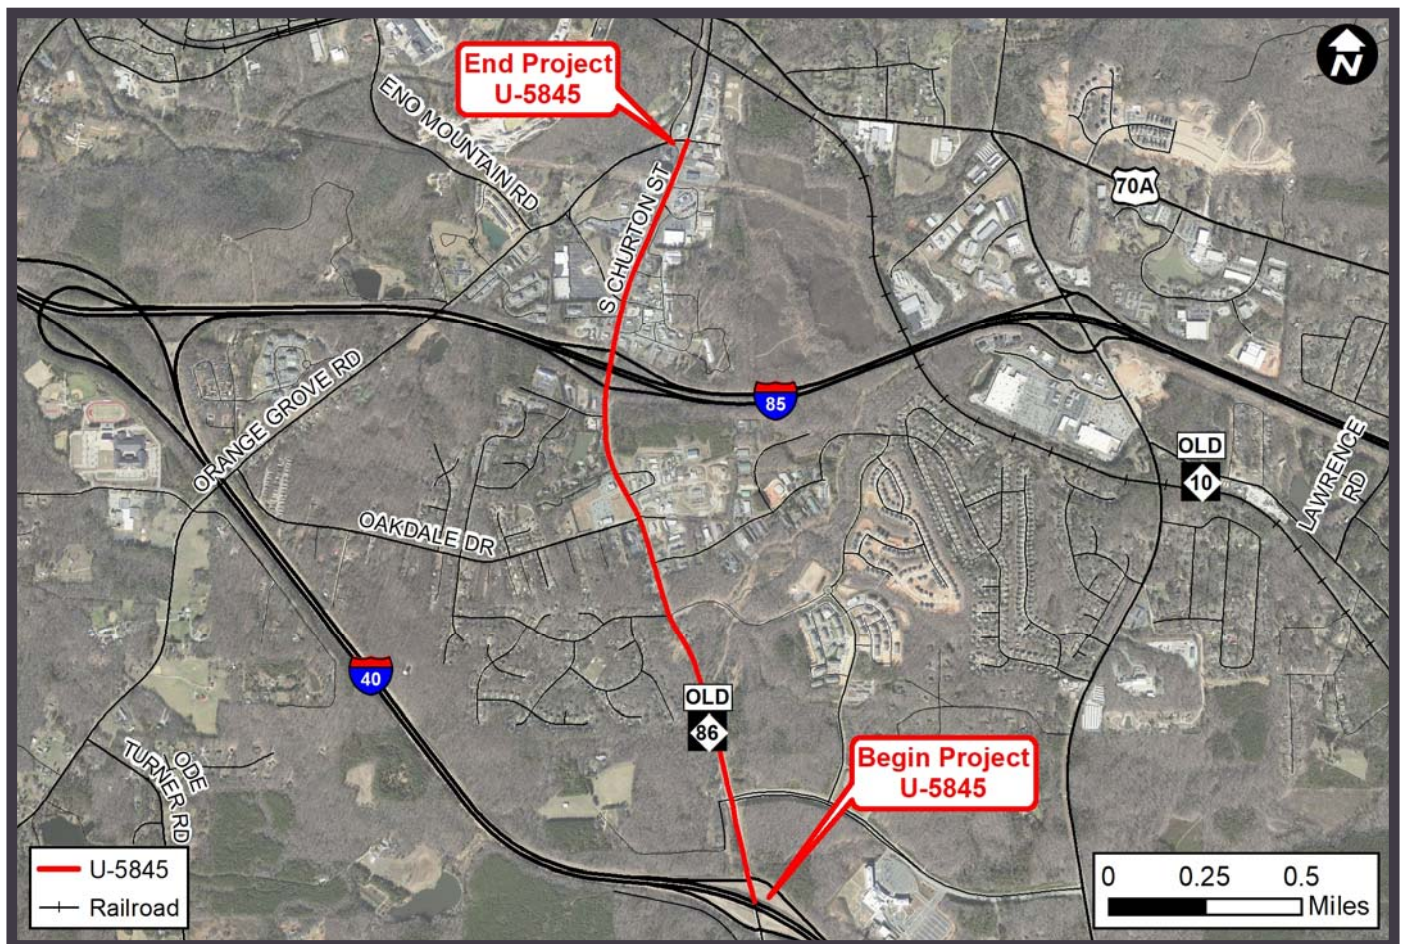 End Project
U-5845
N
ENO MOUNTAIN RD
70A
S CHURTON ST
85
ORANGE GROVE RD
OLD
10
LAWRENCE
RD
OAKDALE DR
40
OLD
86
Begin Project
U-5845
ODE
TURNER RD
U-5845
Railroad
0 0.25 0.5
Miles